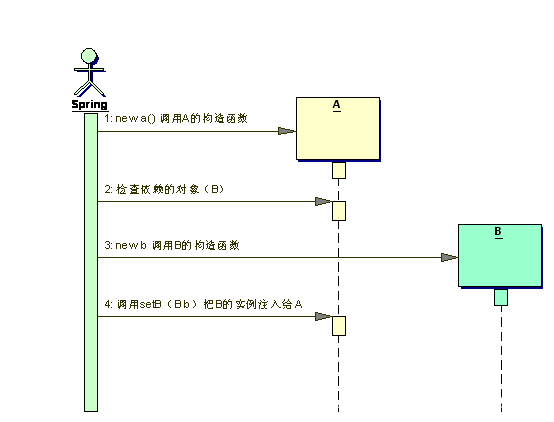 Spring
A
1: new a() 调用A的构造函数
2: 检查依赖的对象（B）
B
3: new b 调用B的构造函数
4: 调用setB（B b）把B的实例注入给A